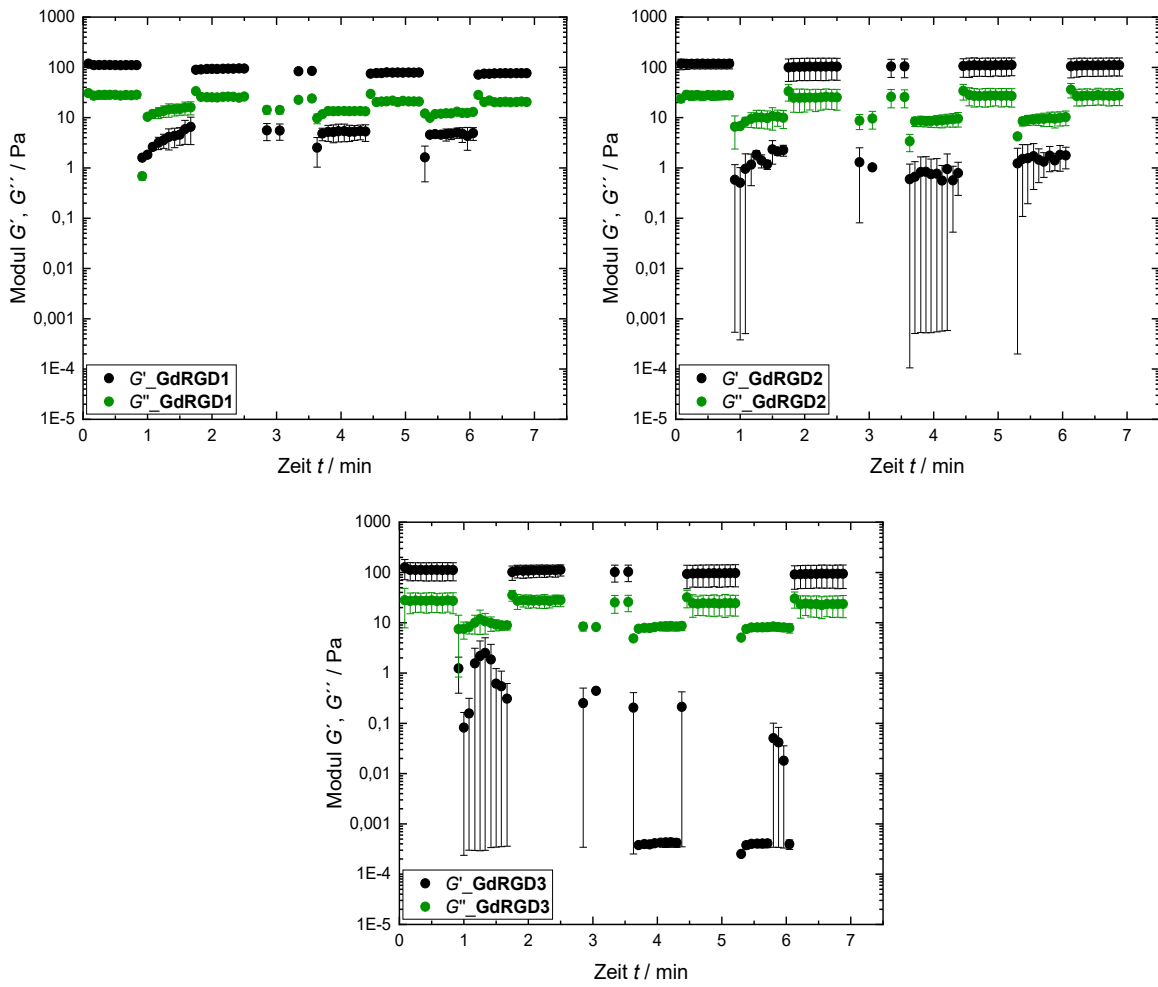 1000
100
10
1
0,1
0,01
0,001
1E-4
1E-5
Modul G´, G´´ / Pa
G'_GdRGD1
G''_GdRGD1
0 1 2 3 4 5 6 7
Zeit t / min
1000
100
10
1
0,1
0,01
0,001
1E-4
1E-5
Modul G´, G´´ / Pa
G'_GdRGD2
G''_GdRGD2
0 1 2 3 4 5 6 7
Zeit t / min
1000
100
10
1
0,1
0,01
0,001
1E-4
1E-5
Modul G´, G´´ / Pa
G'_GdRGD3
G''_GdRGD3
0 1 2 3 4 5 6 7
Zeit t / min